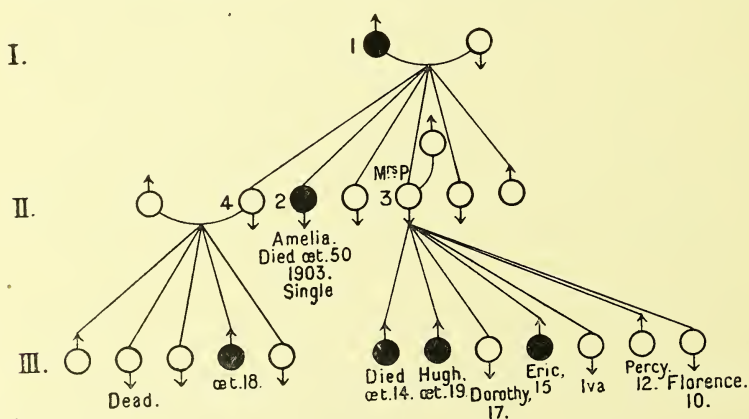 I.
1
II.
4
2
MrsP
3
Amelia.
Died æt.50
1903.
Single
III.
Dead.
æt.18.
Died
æt.14.
Hugh,
æt.19.
Dorothy,
17.
Eric,
15
Iva
Percy.
12.
Florence.
10.